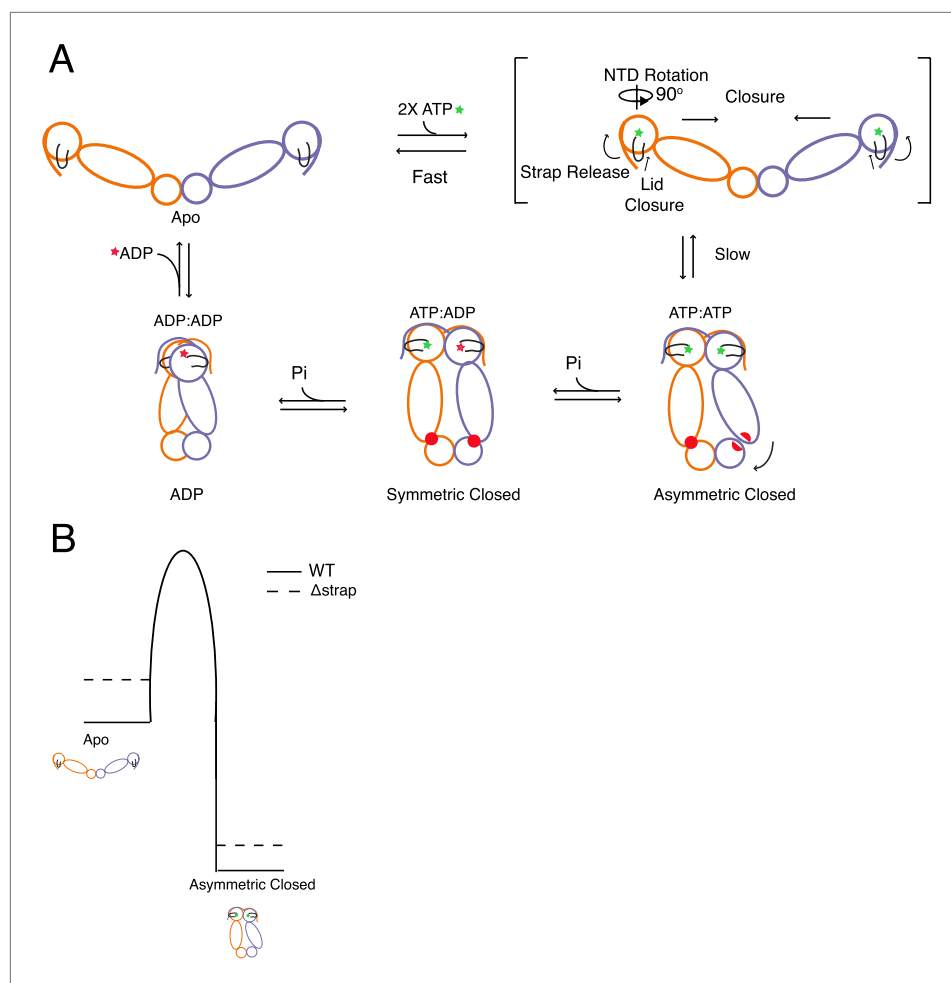 A
NTD Rotation
90°
Closure
2X ATP
Fast
Strap Release
Lid
Closure
Apo
ADP
Slow
ADP:ADP
ATP:ADP
ATP:ATP
Pi
Pi
ADP
Symmetric Closed
Asymmetric Closed
B
WT
Δstrap
Apo
Asymmetric Closed